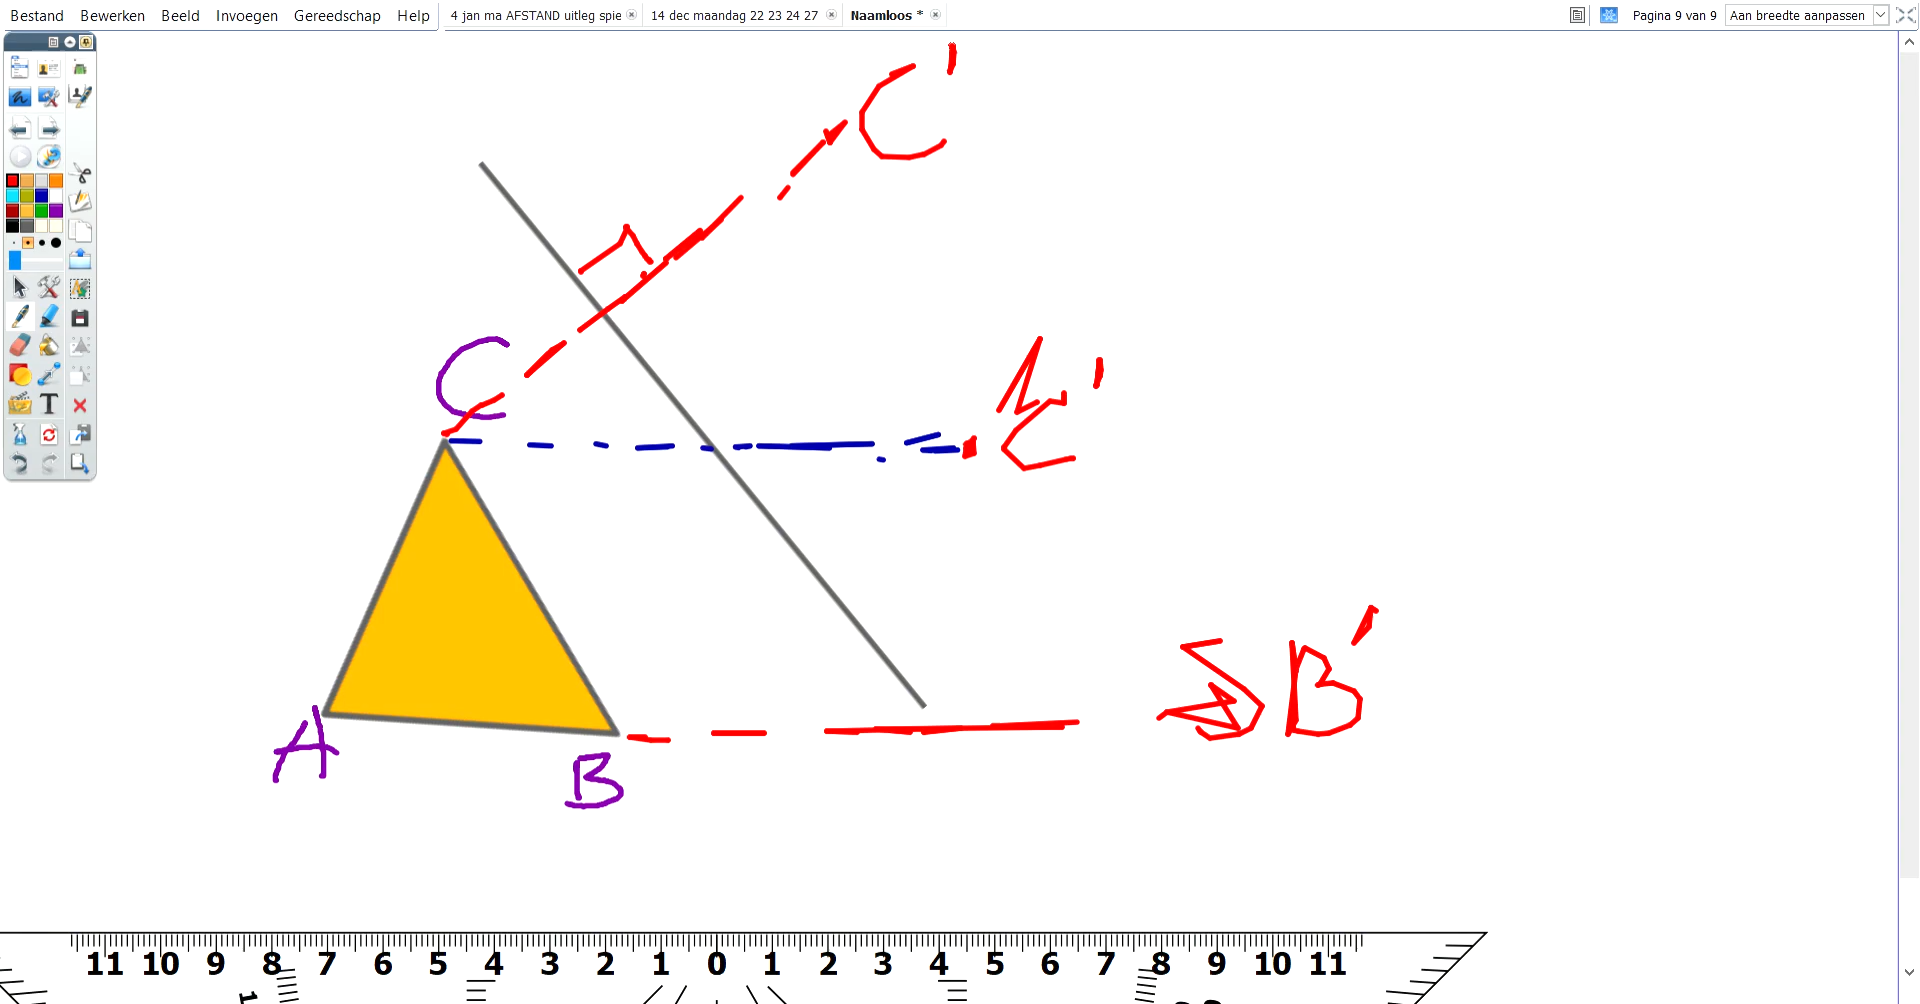 Bestand Bewerken Beeld Invoegen Gereedschap Help 4 jan ma AFSTAND uitleg spie 14 dec maandag 22 23 24 27 Naamloos * Pagina 9 van 9 Aan breedte aanpassen
C'
C
C'
B'
A
B
11 10 9 8 7 6 5 4 3 2 1 0 1 2 3 4 5 6 7 8 9 10 11